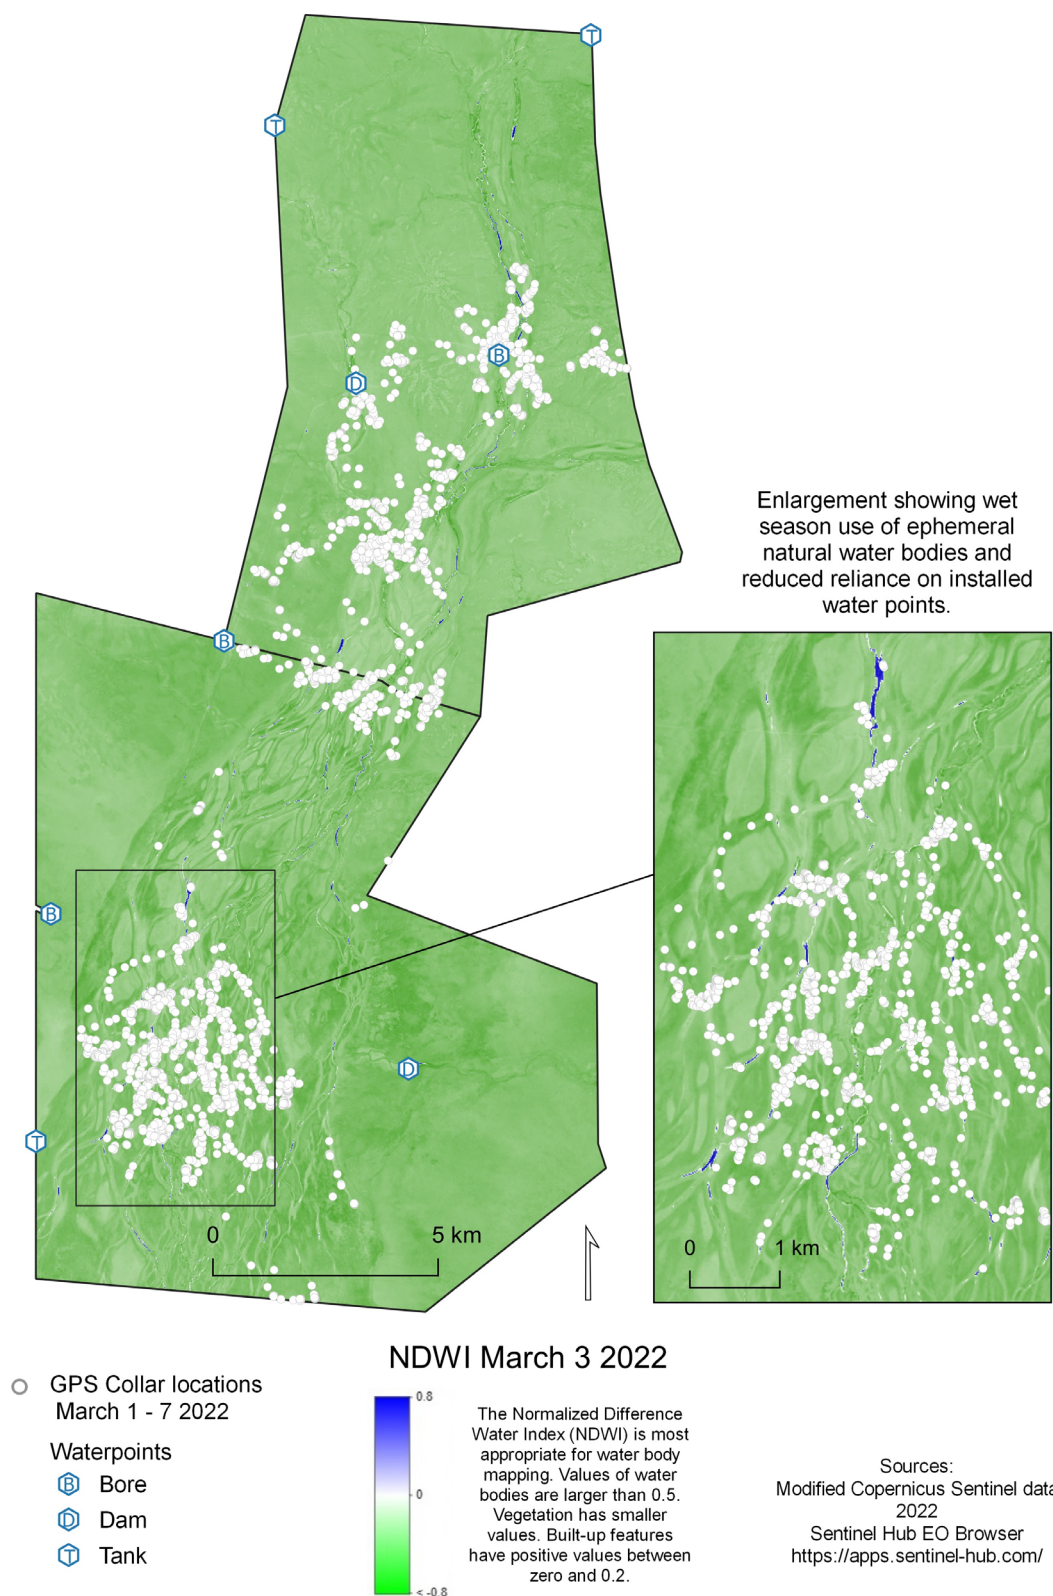 T
T
B
D
Enlargement showing wet
season use of ephemeral
natural water bodies and
reduced reliance on installed
water points.
B
B
D
T
0
5 km
0
1 km
NDWI March 3 2022
GPS Collar locations
March 1 - 7 2022
Waterpoints
B Bore
D Dam
T Tank
0.8
0
< -0.8
The Normalized Difference
Water Index (NDWI) is most
appropriate for water body
mapping. Values of water
bodies are larger than 0.5.
Vegetation has smaller
values. Built-up features
have positive values between
zero and 0.2.
Sources:
Modified Copernicus Sentinel data
2022
Sentinel Hub EO Browser
https://apps.sentinel-hub.com/